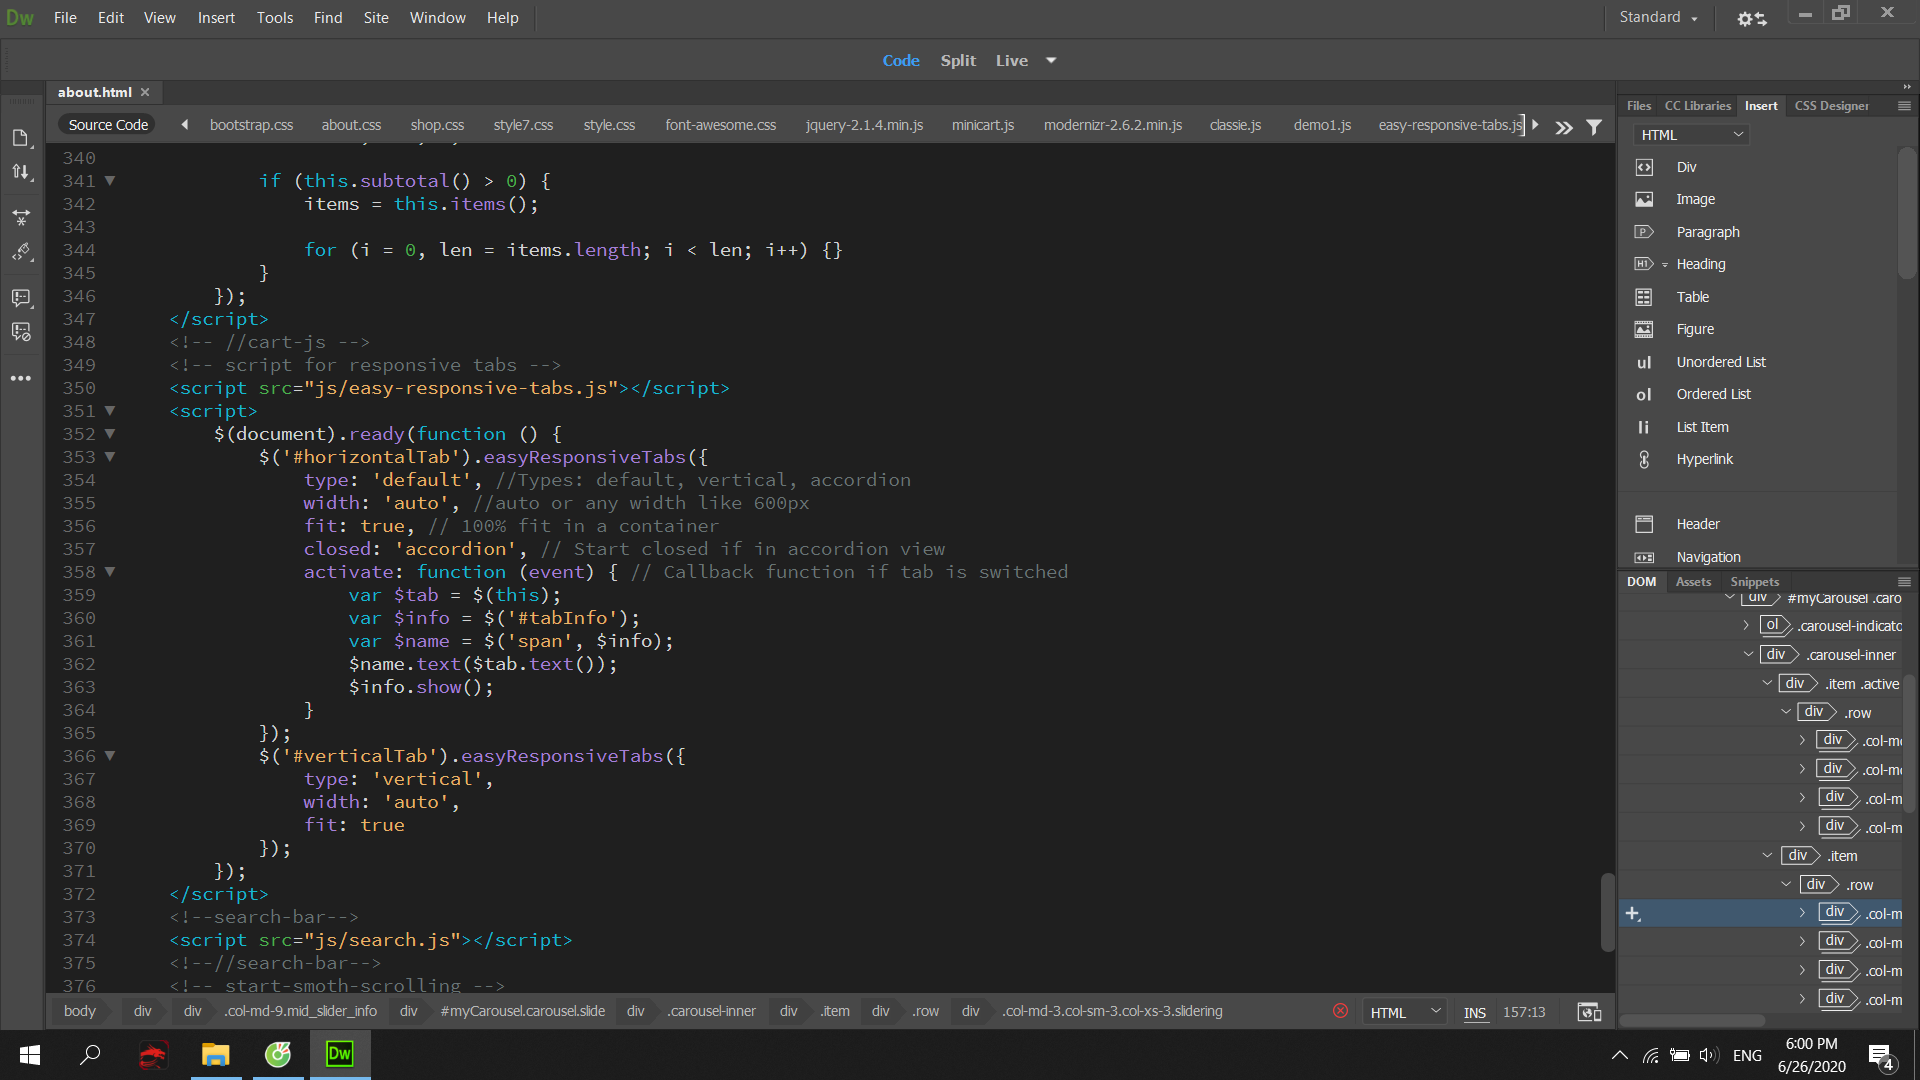 Dw File Edit View Insert Tools Find Site Window Help Standard
Code Split Live
about.html
Source Code bootstrap.css about.css shop.css style7.css style.css font-awesome.css jquery-2.1.4.min.js minicart.js modernizr-2.6.2.min.js classie.js demo1.js easy-responsive-tabs.js
340
341 if (this.subtotal() > 0) {
342 items = this.items();
343
344 for (i = 0, len = items.length; i < len; i++) {}
345 }
346 });
347 </script>
348 <!-- //cart-js -->
349 <!-- script for responsive tabs -->
350 <script src="js/easy-responsive-tabs.js"></script>
351 <script>
352 $(document).ready(function () {
353 $('#horizontalTab').easyResponsiveTabs({
354 type: 'default', //Types: default, vertical, accordion
355 width: 'auto', //auto or any width like 600px
356 fit: true, // 100% fit in a container
357 closed: 'accordion', // Start closed if in accordion view
358 activate: function (event) { // Callback function if tab is switched
359 var $tab = $(this);
360 var $info = $('#tabInfo');
361 var $name = $('span', $info);
362 $name.text($tab.text());
363 $info.show();
364 }
365 });
366 $('#verticalTab').easyResponsiveTabs({
367 type: 'vertical',
368 width: 'auto',
369 fit: true
370 });
371 });
372 </script>
373 <!--search-bar-->
374 <script src="js/search.js"></script>
375 <!--//search-bar-->
376 <!-- start-smoth-scrolling -->
body div div .col-md-9.mid_slider_info div #myCarousel.carousel.slide div .carousel-inner div .item div .row div .col-md-3.col-sm-3.col-xs-3.slidering HTML INS 157:13
Files CC Libraries Insert CSS Designer
HTML
Div
Image
P Paragraph
H1 Heading
Table
Figure
ul Unordered List
ol Ordered List
li List Item
Hyperlink
Header
Navigation
DOM Assets Snippets
div #myCarousel .caro
ol .carousel-indicato
div .carousel-inner
div .item .active
div .row
div .col-m
div .col-m
div .col-m
div .col-m
div .item
div .row
div .col-m
div .col-m
div .col-m
div .col-m
Dw
ENG
6:00 PM
6/26/2020
4